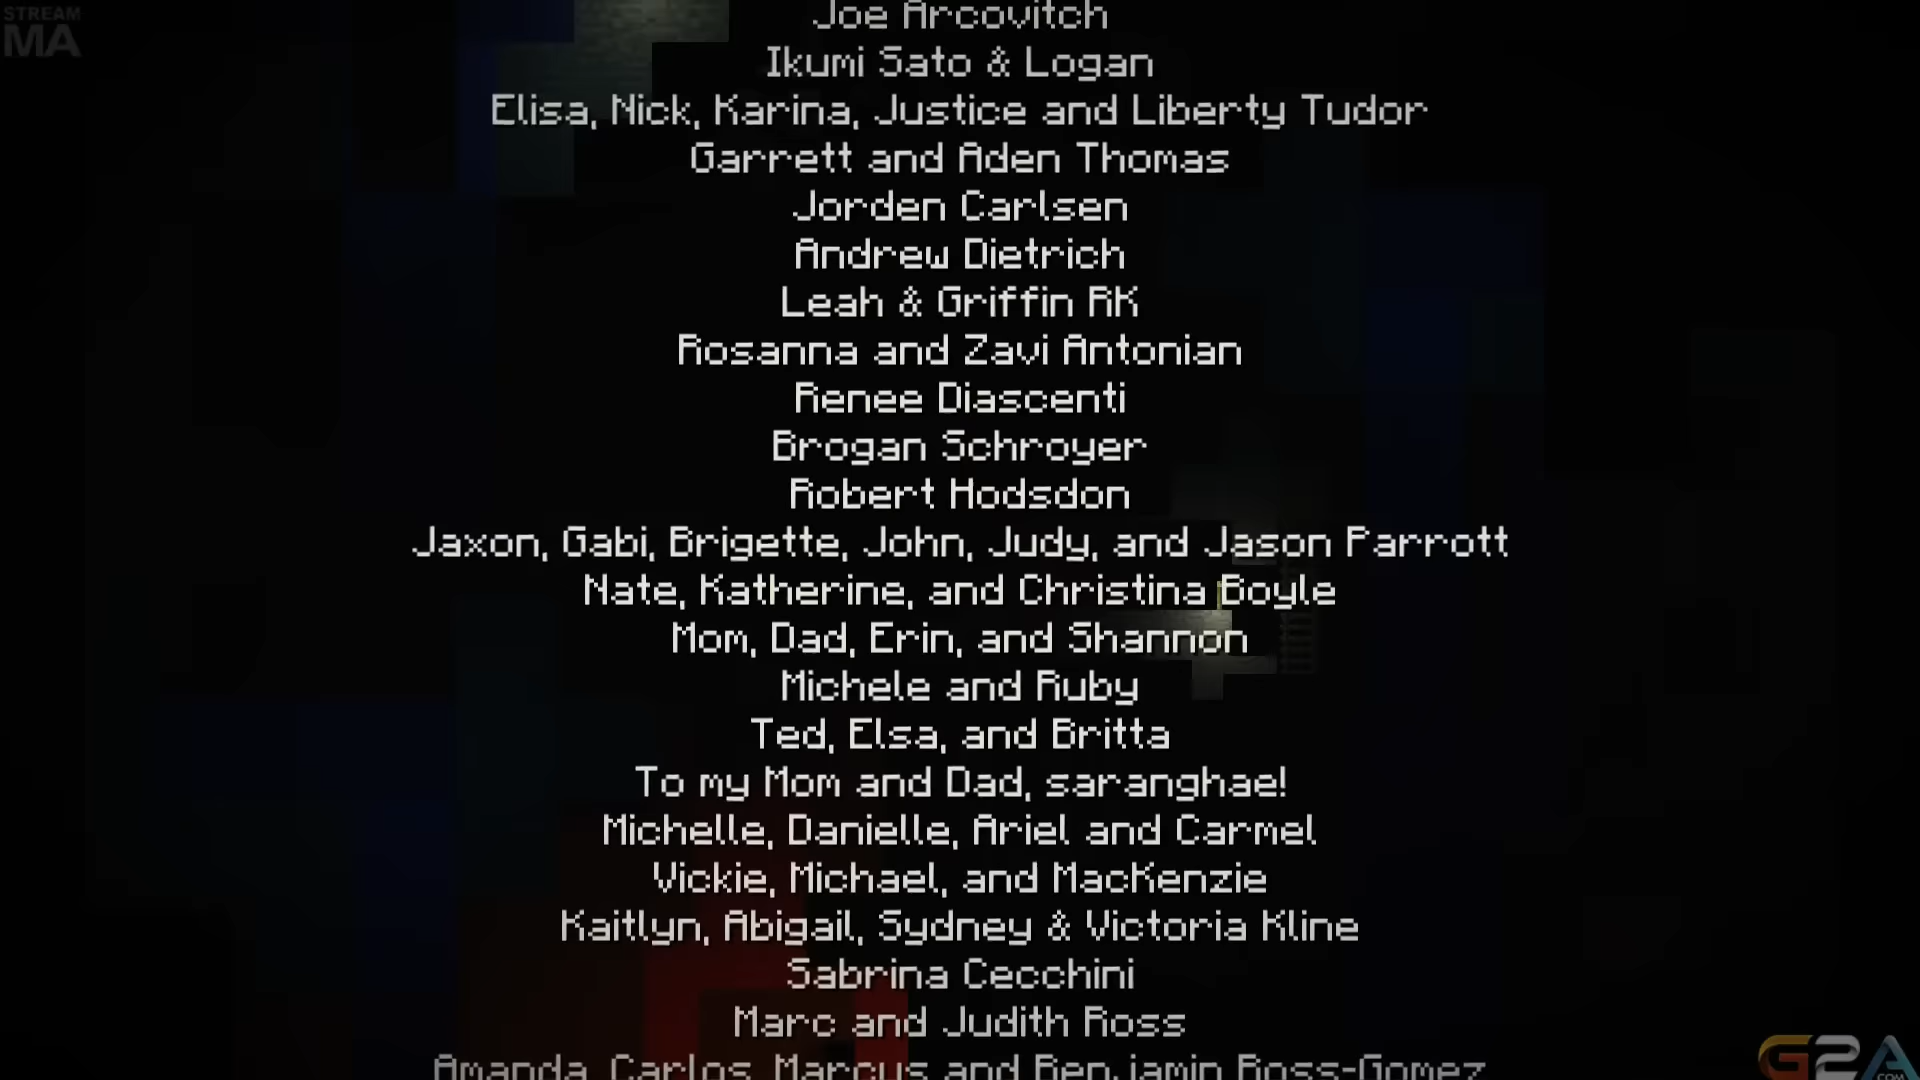 STREAM
MA
Joe Arcovitch
Ikumi Sato & Logan
Elisa, Nick, Karina, Justice and Liberty Tudor
Garrett and Aden Thomas
Jorden Carlsen
Andrew Dietrich
Leah & Griffin RK
Rosanna and Zavi Antonian
Renee Diascenti
Brogan Schroyer
Robert Hodsdon
Jaxon, Gabi, Brigette, John, Judy, and Jason Parrott
Nate, Katherine, and Christina Boyle
Mom, Dad, Erin, and Shannon
Michele and Ruby
Ted, Elsa, and Britta
To my Mom and Dad, saranghae!
Michelle, Danielle, Ariel and Carmel
Vickie, Michael, and MacKenzie
Kaitlyn, Abigail, Sydney & Victoria Kline
Sabrina Cecchini
Marc and Judith Ross
Amanda, Carlos, Marcus and Benjamin Ross-Gomez
G2A
.COM